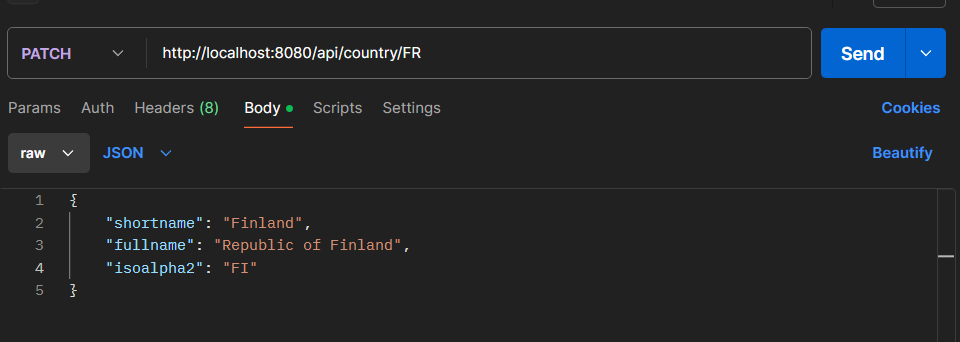 PATCH http://localhost:8080/api/country/FR Send
Params Auth Headers (8) Body Scripts Settings Cookies
raw JSON Beautify
1 {
2 "shortname": "Finland",
3 "fullname": "Republic of Finland",
4 "isoalpha2": "FI"
5 }